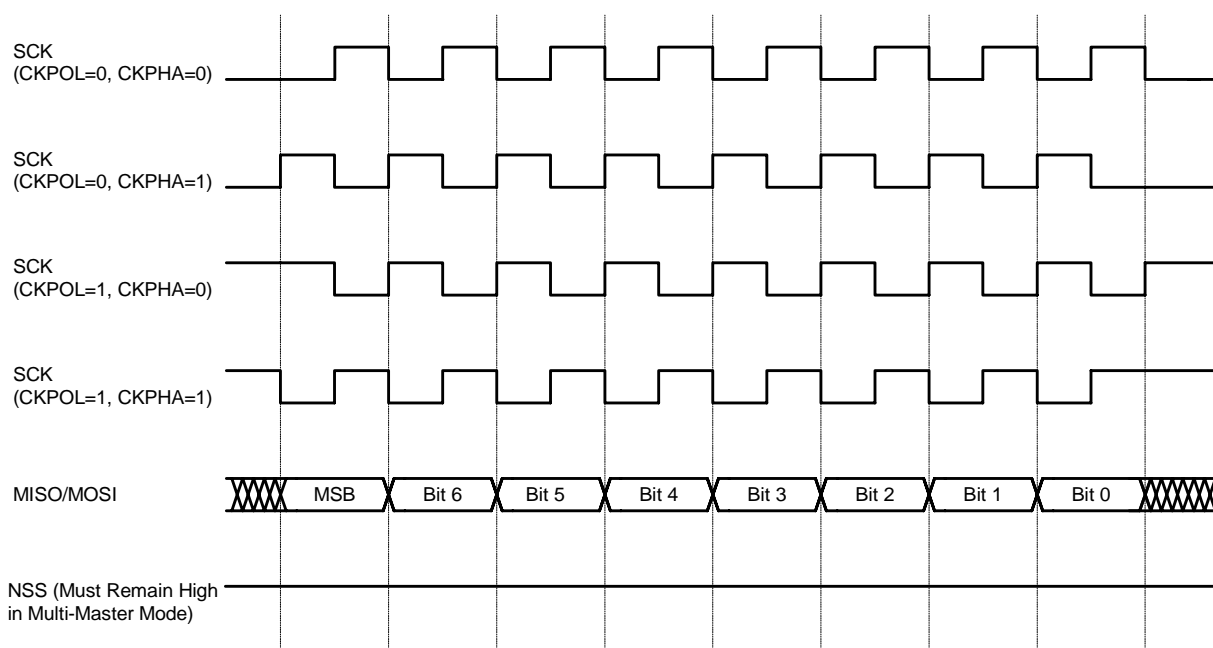 SCK
(CKPOL=0, CKPHA=0)
SCK
(CKPOL=0, CKPHA=1)
SCK
(CKPOL=1, CKPHA=0)
SCK
(CKPOL=1, CKPHA=1)
MISO/MOSI MSB Bit 6 Bit 5 Bit 4 Bit 3 Bit 2 Bit 1 Bit 0
NSS (Must Remain High
in Multi-Master Mode)